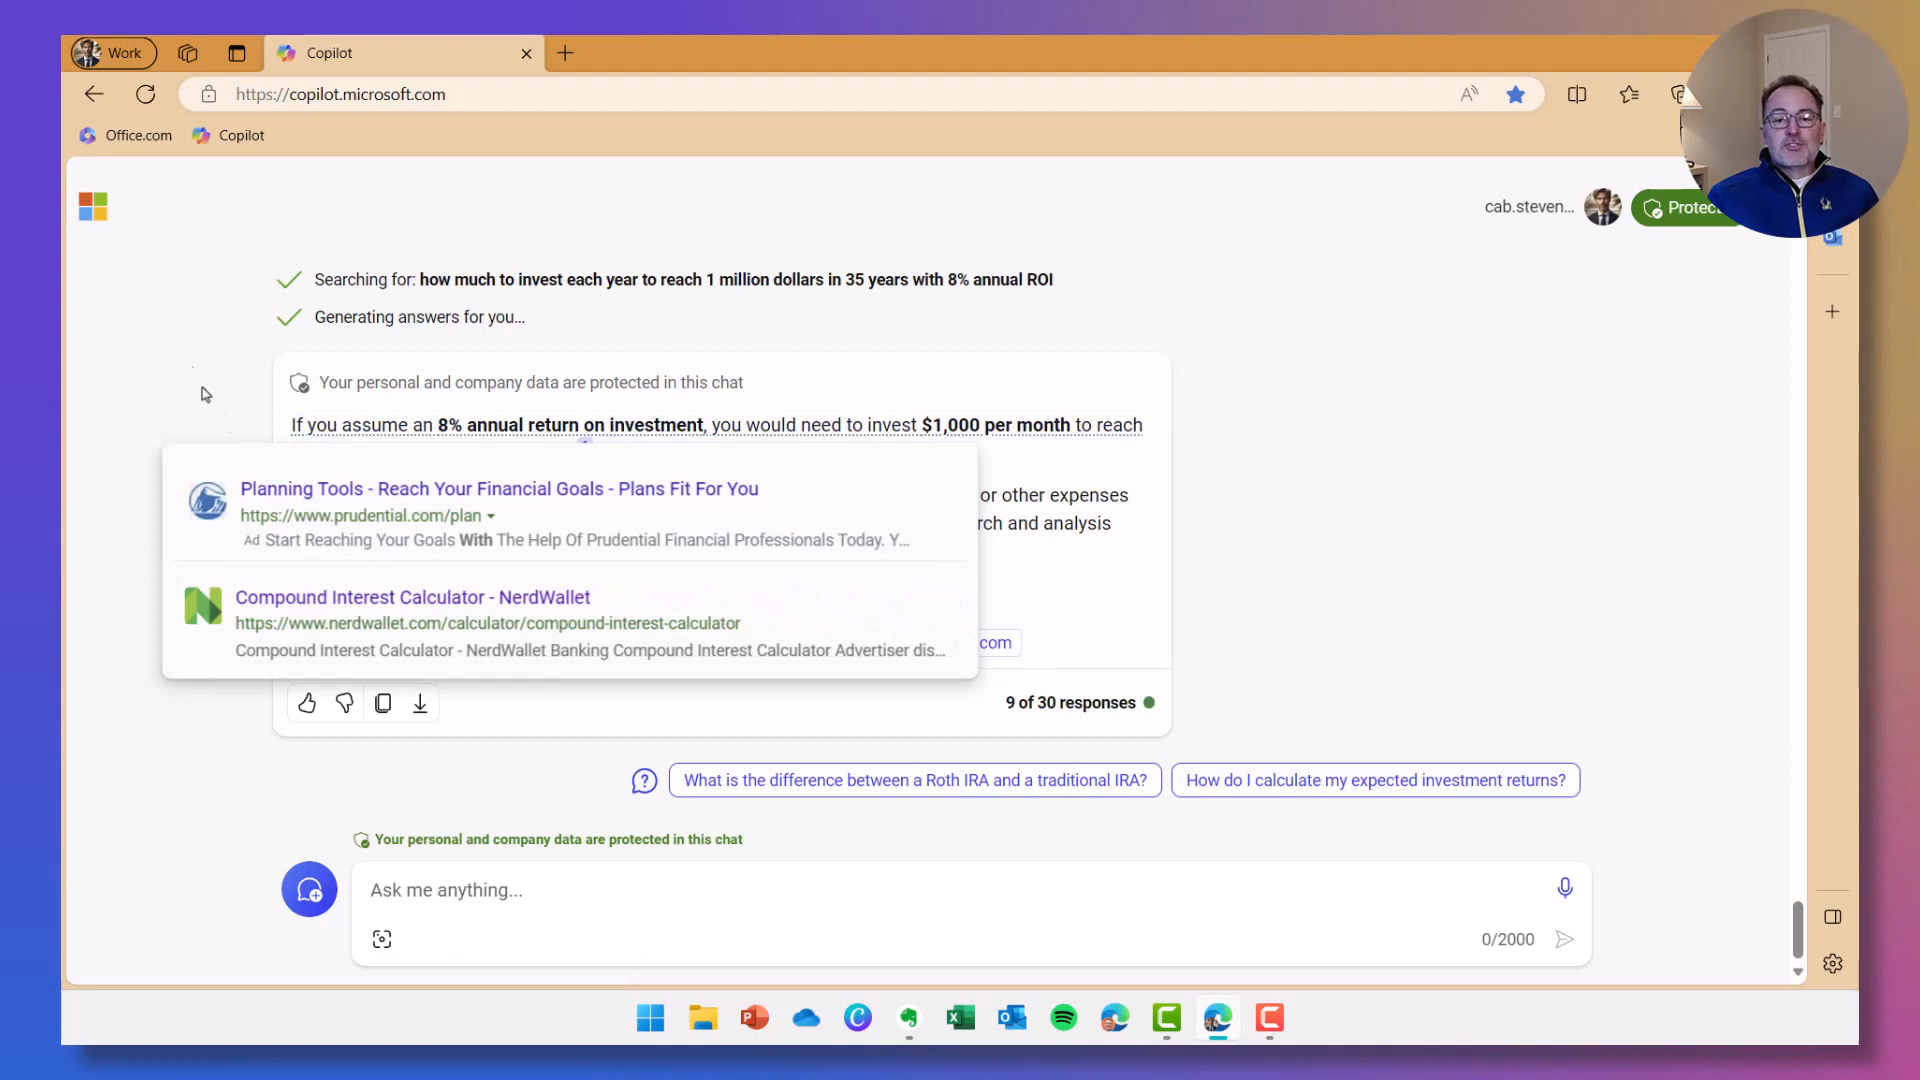 Work
Copilot
https://copilot.microsoft.com
Office.com
Copilot
cab.steven...
Searching for: how much to invest each year to reach 1 million dollars in 35 years with 8% annual ROI
Generating answers for you...
Your personal and company data are protected in this chat
If you assume an 8% annual return on investment, you would need to invest $1,000 per month to reach
Planning Tools - Reach Your Financial Goals - Plans Fit For You
https://www.prudential.com/plan
or other expenses
Ad Start Reaching Your Goals With The Help Of Prudential Financial Professionals Today. Y...
and analysis
Compound Interest Calculator - NerdWallet
https://www.nerdwallet.com/calculator/compound-interest-calculator
Compound Interest Calculator - NerdWallet Banking Compound Interest Calculator Advertiser dis...
com
9 of 30 responses
What is the difference between a Roth IRA and a traditional IRA?
How do I calculate my expected investment returns?
Your personal and company data are protected in this chat
Ask me anything...
0/2000